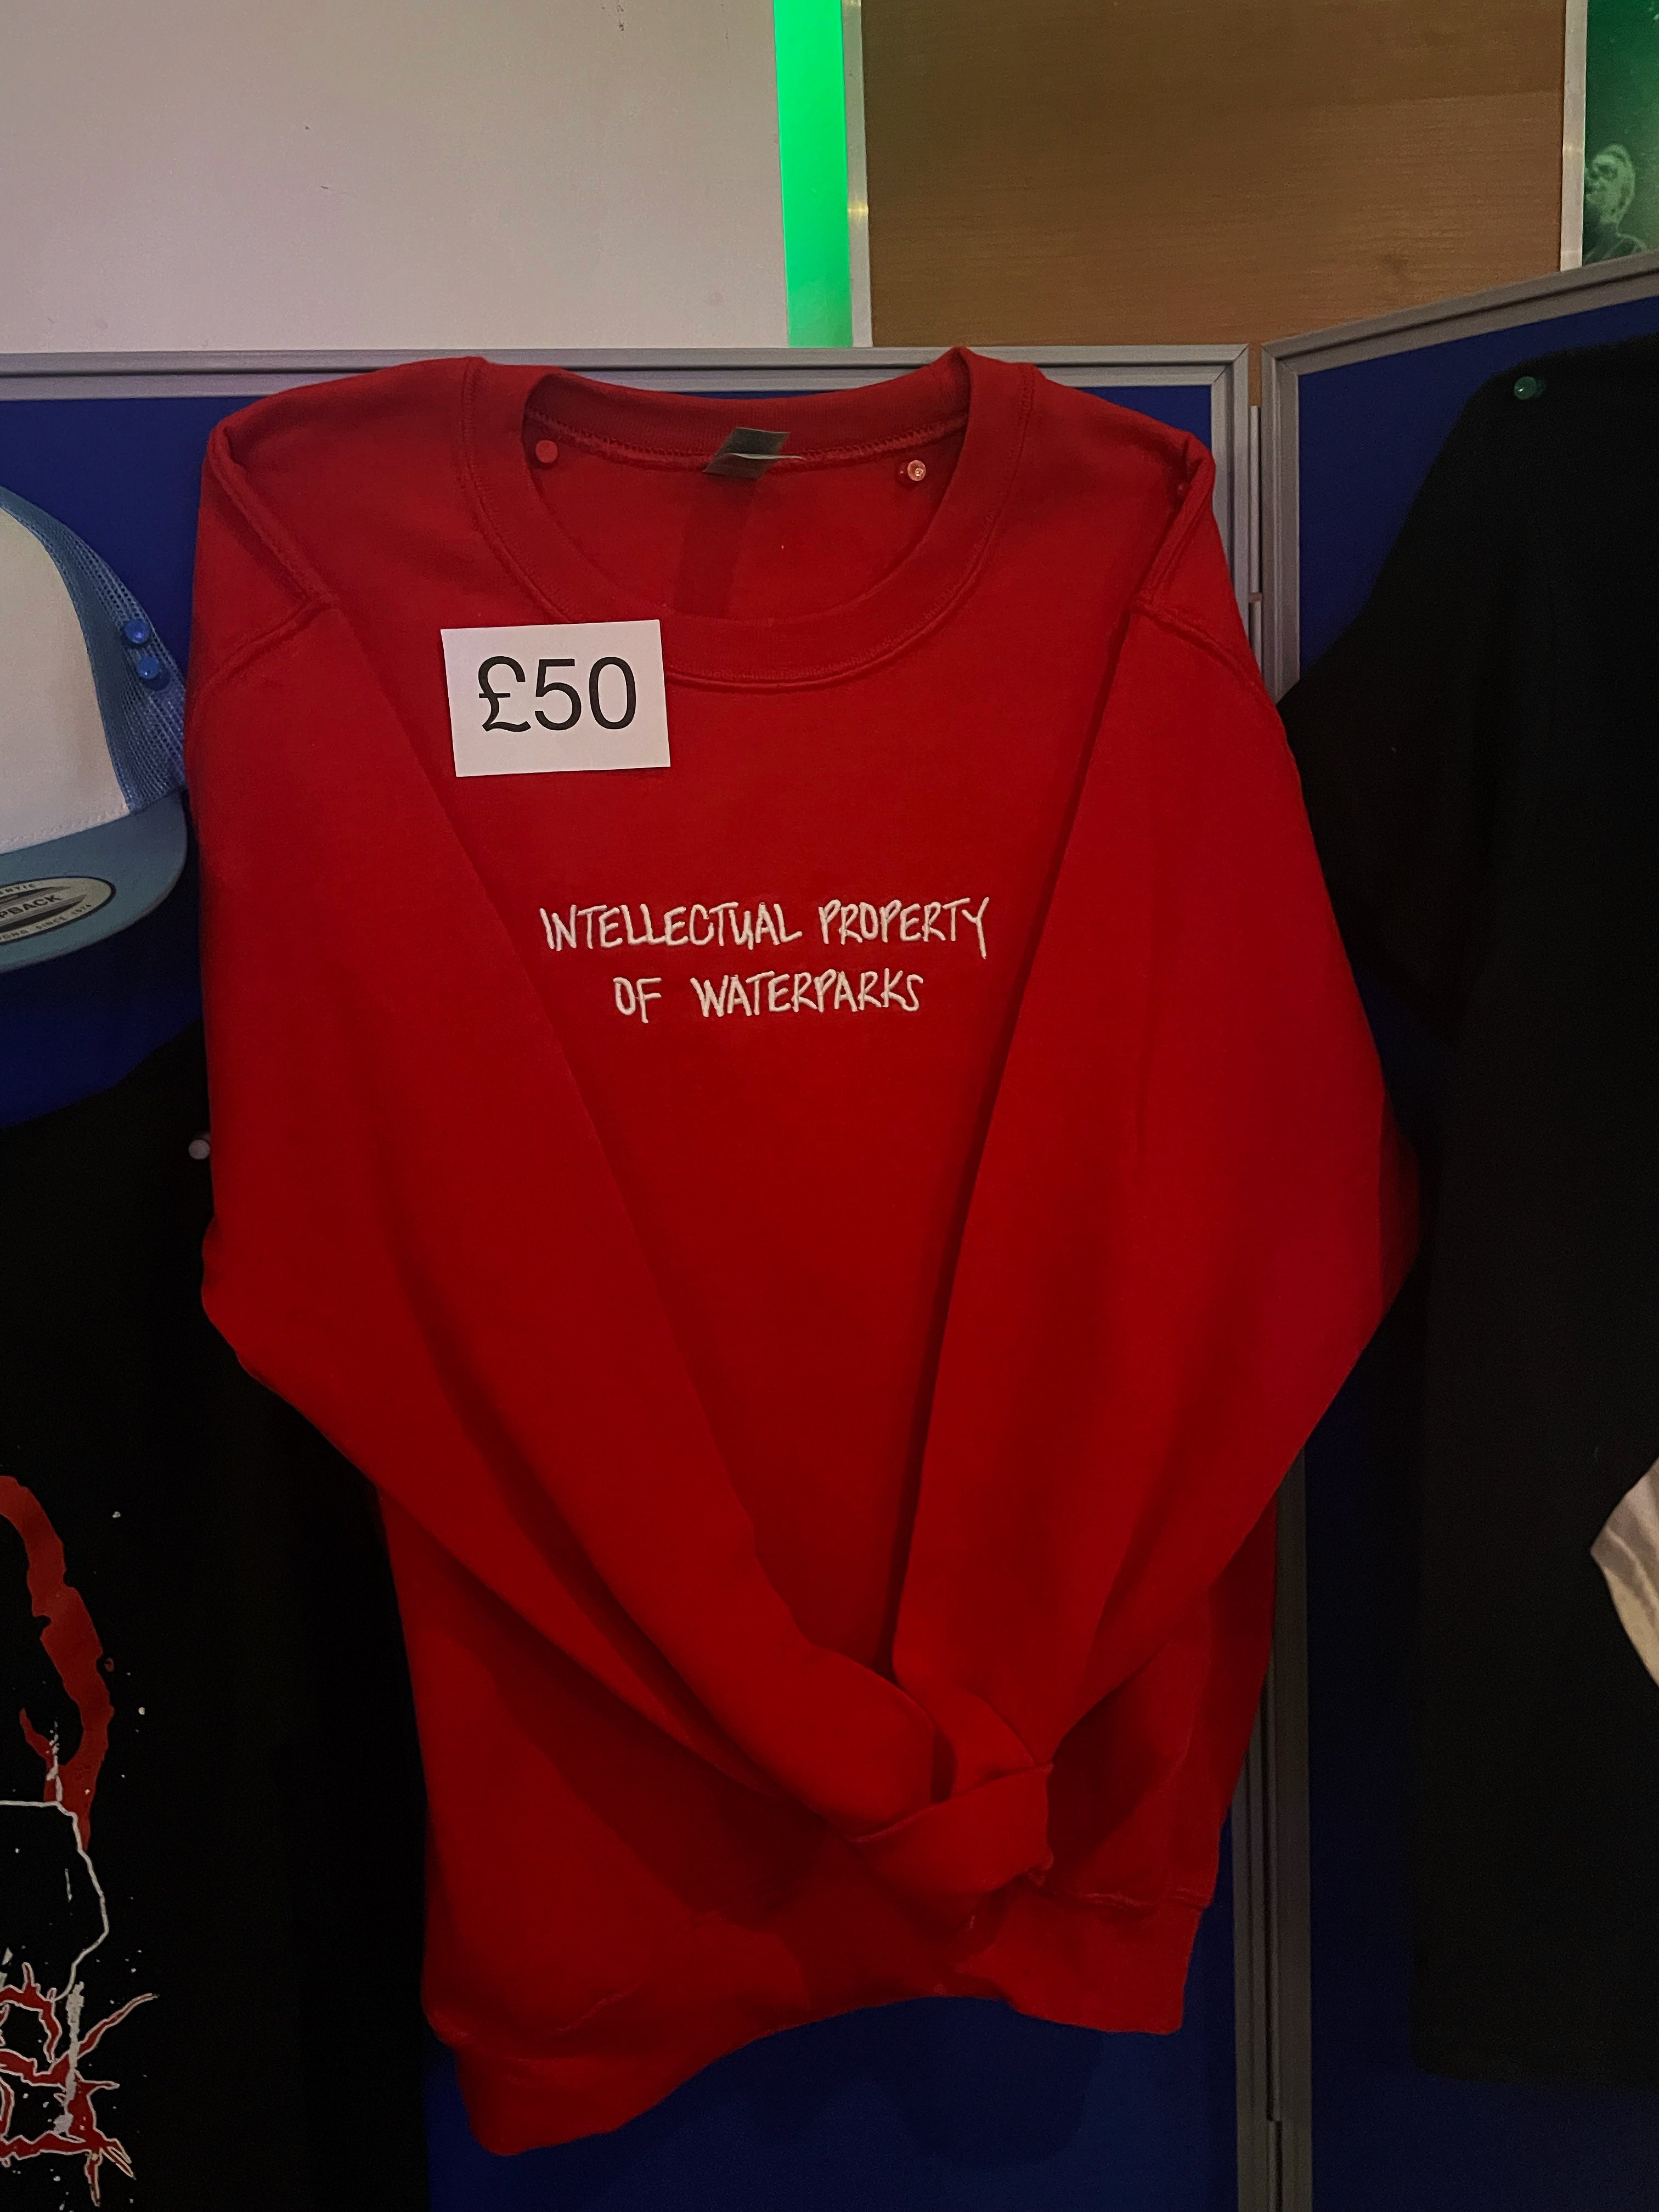 £50
INTELLECTUAL PROPERTY
OF WATERPARKS